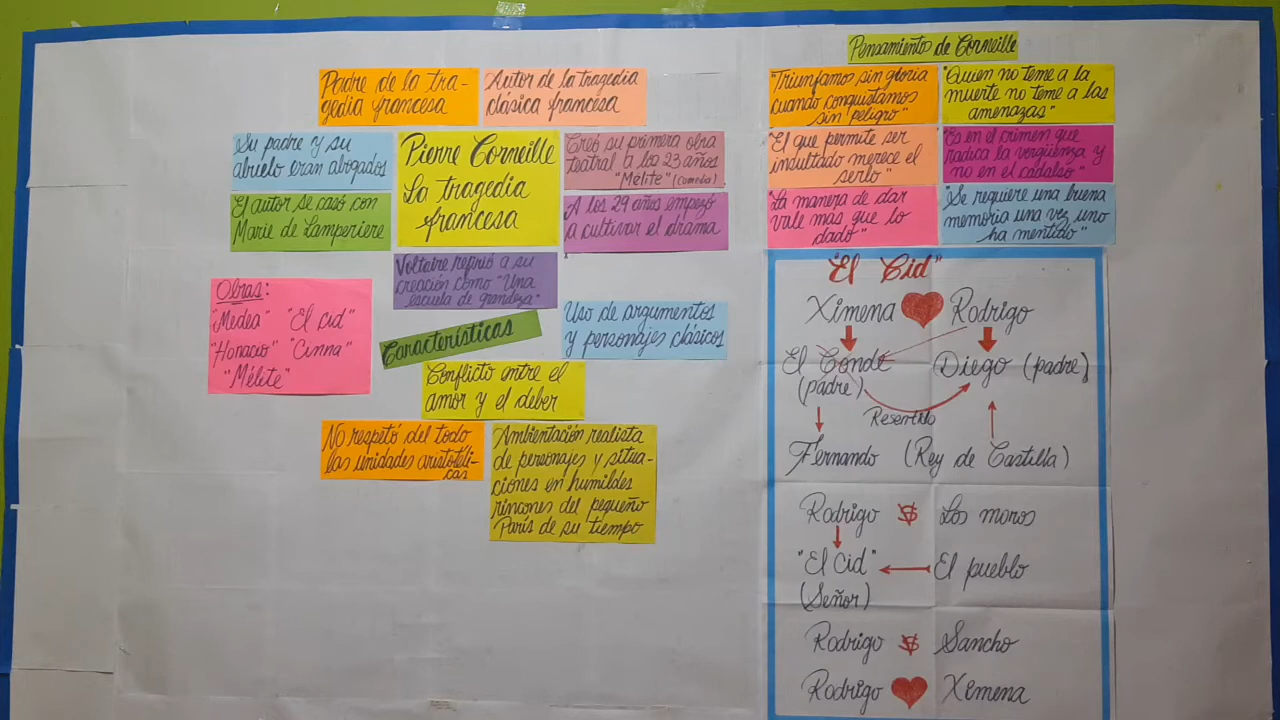 Padre de la tra-
gedia francesa
Autor de la tragedia
clásica francesa
Su padre y su
abuelo eran abogados
Pierre Corneille
La tragedia
francesa
Creó su primera obra
teatral a los 23 años
"Mélite" (comedia)
El autor se casó con
Marie de Lamperiere
A los 29 años empezó
a cultivar el drama
Voltaire refirió a su
creación como "Una
escuela de grandeza"
Obras:
"Medea" "El cid"
"Horacio" "Cinna"
"Mélite"
Características
Uso de argumentos
y personajes clásicos
Conflicto entre el
amor y el deber
No respetó del todo
las unidades aristotéli-
cas
Ambientación realista
de personajes y situa-
ciones en humildes
rincones del pequeño
París de su tiempo
Pensamiento de Corneille
"Triunfamos sin gloria
cuando conquistamos
sin peligro"
"Quien no teme a la
muerte no teme a las
amenazas"
"El que permite ser
insultado merece el
serlo"
"Es en el crimen que
radica la vergüenza y
no en el cadalso"
"La manera de dar
vale más que lo
dado"
"Se requiere una buena
memoria una vez uno
ha mentido"
"El Cid"
Ximena Rodrigo
El Conde Diego (padre)
(padre)
Resentido
Fernando (Rey de Castilla)
Rodrigo VS Los moros
"El Cid" El pueblo
(Señor)
Rodrigo VS Sancho
Rodrigo Ximena